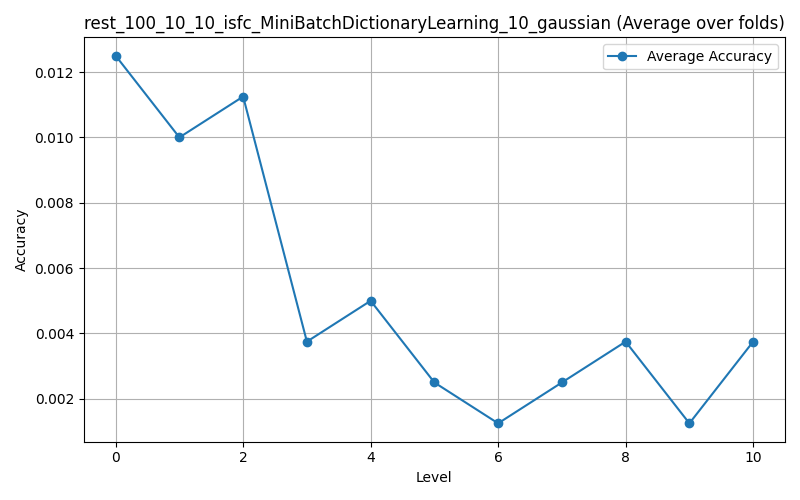 rest_100_10_10_isfc_MiniBatchDictionaryLearning_10_gaussian (Average over folds)
Average Accuracy
0.012
0.010
0.008
0.006
0.004
0.002
Accuracy
0 2 4 6 8 10
Level